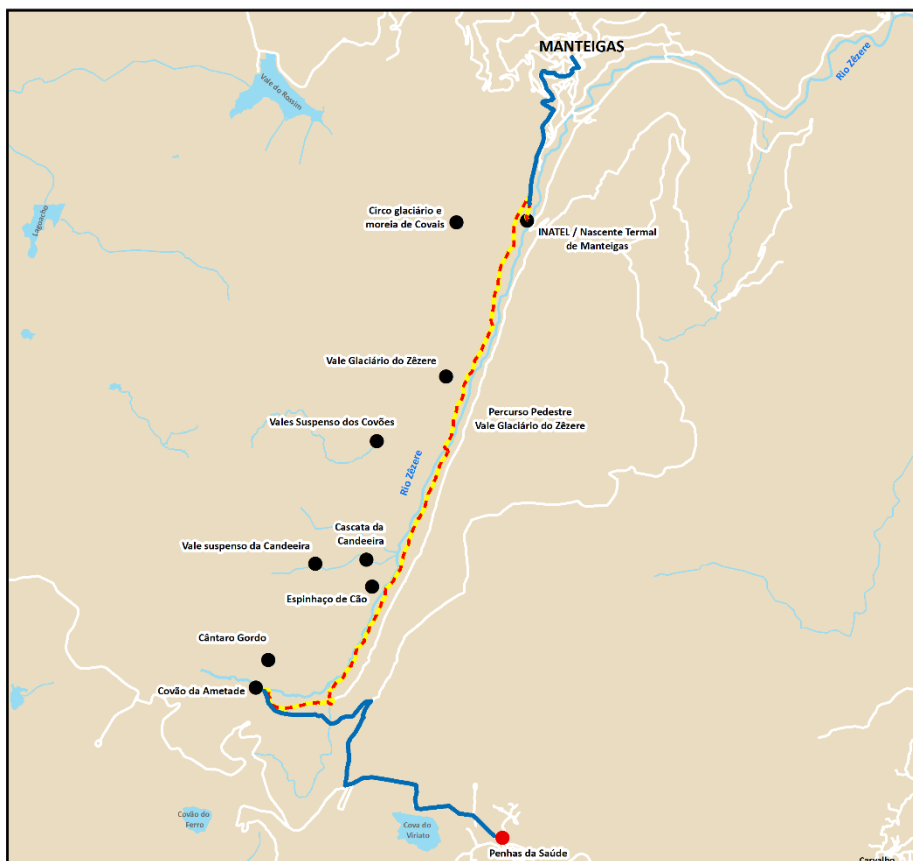 MANTEIGAS
Rio Zêzere
Vale do Rossim
Lagoacho
Circo glaciário e
moreia de Covais
INATEL / Nascente Termal
de Manteigas
Vale Glaciário do Zêzere
Percurso Pedestre
Vale Glaciário do Zêzere
Vales Suspenso dos Covões
Rio Zêzere
Cascata da
Candeeira
Vale suspenso da Candeeira
Espinhaço de Cão
Cântaro Gordo
Covão da Ametade
Covão do
Ferro
Cova do
Viriato
Penhas da Saúde
Carvalho